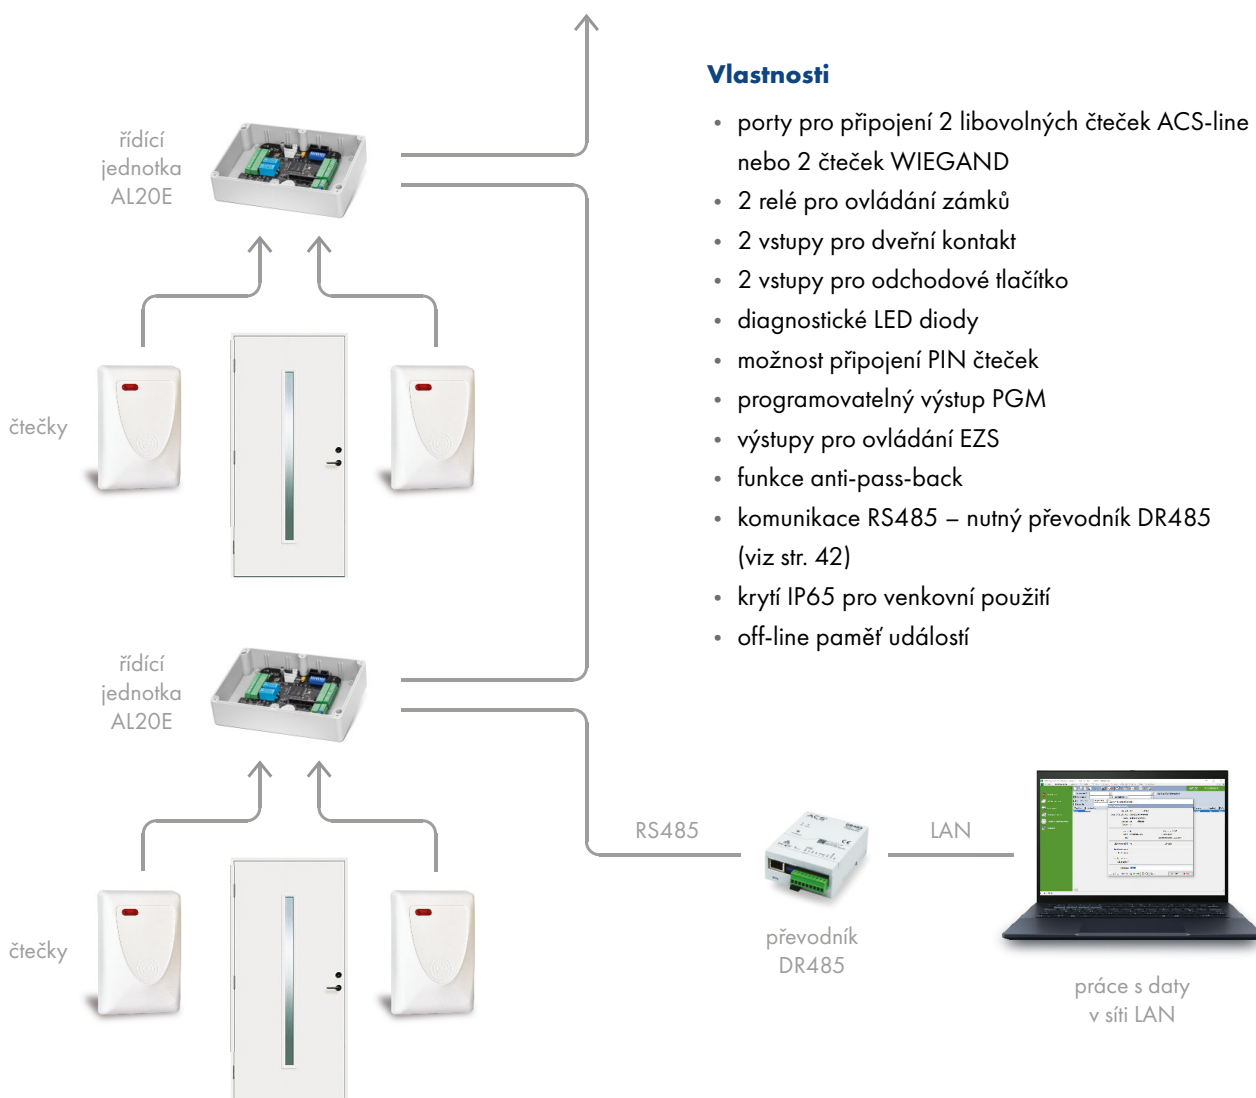 Vlastnosti
• porty pro připojení 2 libovolných čteček ACS-line
nebo 2 čteček WIEGAND
• 2 relé pro ovládání zámků
• 2 vstupy pro dveřní kontakt
• 2 vstupy pro odchodové tlačítko
• diagnostické LED diody
• možnost připojení PIN čteček
• programovatelný výstup PGM
• výstupy pro ovládání EZS
• funkce anti-pass-back
• komunikace RS485 – nutný převodník DR485
(viz str. 42)
• krytí IP65 pro venkovní použití
• off-line paměť událostí
řídící
jednotka
AL20E
čtečky
řídící
jednotka
AL20E
čtečky
RS485
ACS
DR485
LAN
převodník
DR485
práce s daty
v síti LAN